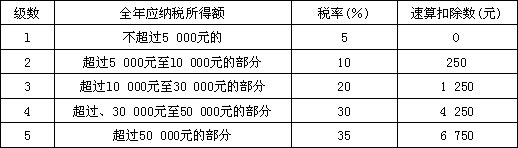 级数 全年应纳税所得额 税率(%) 速算扣除数(元)
1 不超过5 000元的 5 0
2 超过5 000元至10 000元的部分 10 250
3 超过10 000元至30 000元的部分 20 1 250
4 超过、30 000元至50 000元的部分 30 4 250
5 超过50 000元的部分 35 6 750